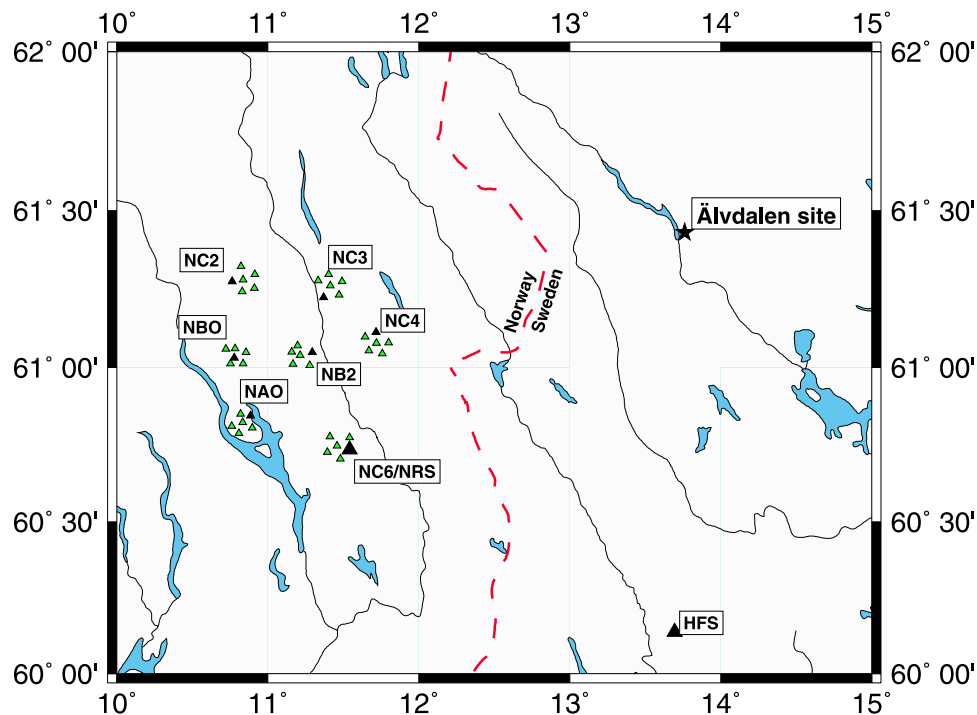 10° 11° 12° 13° 14° 15°
62° 00' 62° 00'
61° 30' 61° 30'
Älvdalen site
NC2 NC3
Norway
Sweden
NBO NC4
61° 00' 61° 00'
NB2
NAO
NC6/NRS
60° 30' 60° 30'
HFS
60° 00' 60° 00'
10° 11° 12° 13° 14° 15°